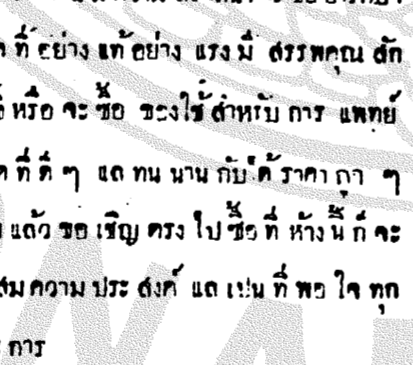 ที่ อย่าง แท้ อย่าง แรง มี สรรพคุณ สัก
หรือ จะ ซื้อ ของใช้ สำหรับ การ แพทย์
ที่ ดี ๆ แล ทน นาน กับ ได้ ราคา ถูก ๆ
แล้ว ขอ เชิญ ตรง ไป ซื้อ ที่ ห้าง นี้ ก็ จะ
สม ความ ประ สงค์ แล เปน ที่ พอ ใจ ทุก
การ